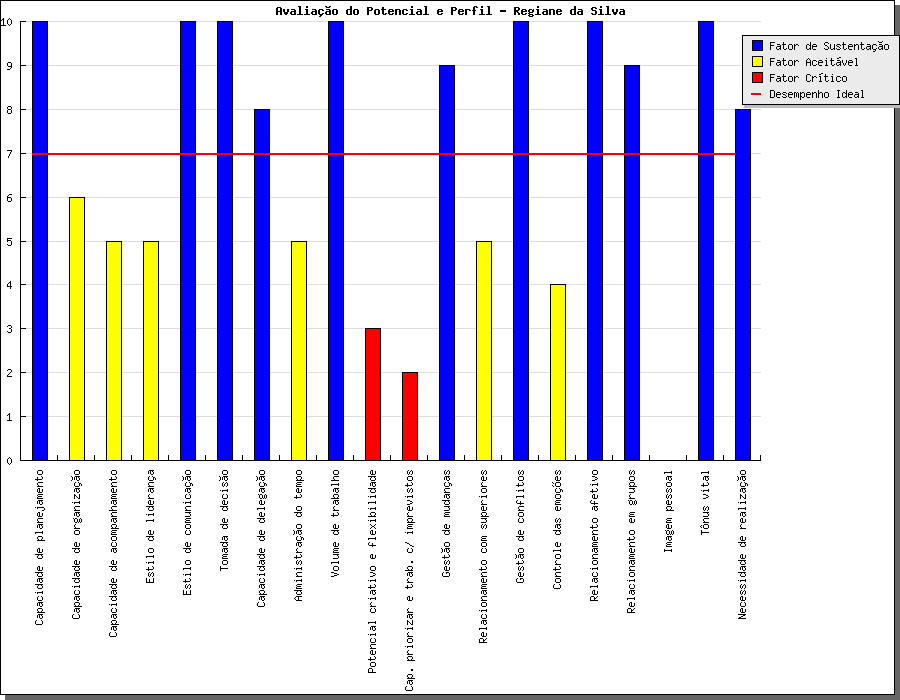 Avaliação do Potencial e Perfil - Regiane da Silva
Fator de Sustentação
Fator Aceitável
Fator Crítico
Desempenho Ideal
10
9
8
7
6
5
4
3
2
1
0
Capacidade de planejamento
Capacidade de organização
Capacidade de acompanhamento
Estilo de liderança
Estilo de comunicação
Tomada de decisão
Capacidade de delegação
Administração do tempo
Volume de trabalho
Potencial criativo e flexibilidade
Cap. priorizar e trab. c/ imprevistos
Gestão de mudanças
Relacionamento com superiores
Gestão de conflitos
Controle das emoções
Relacionamento afetivo
Relacionamento em grupos
Imagem pessoal
Tônus vital
Necessidade de realização